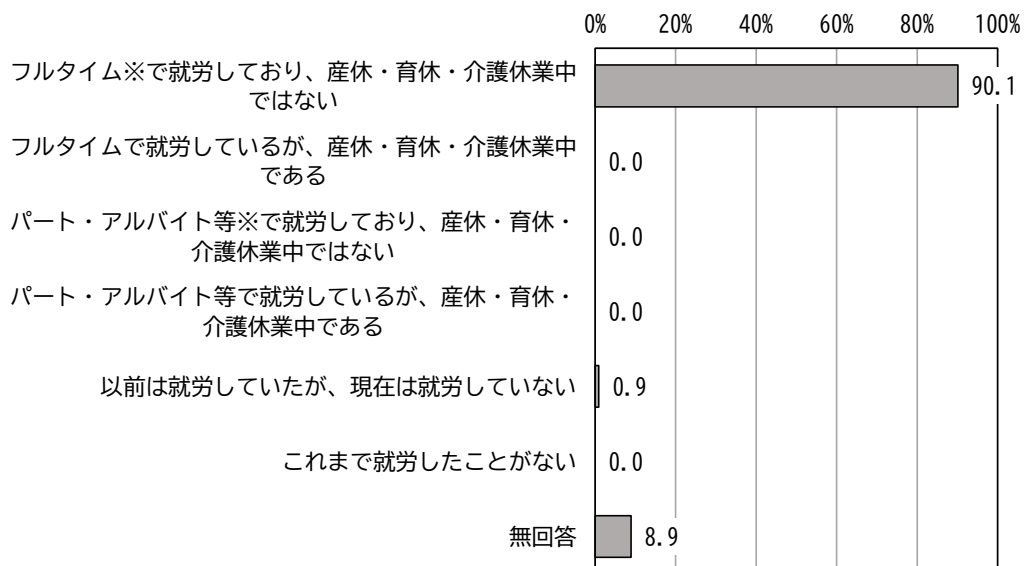 0% 20% 40% 60% 80% 100%
フルタイム※で就労しており、産休・育休・介護休業中
ではない
90.1
フルタイムで就労しているが、産休・育休・介護休業中
である
0.0
パート・アルバイト等※で就労しており、産休・育休・
介護休業中ではない
0.0
パート・アルバイト等で就労しているが、産休・育休・
介護休業中である
0.0
以前は就労していたが、現在は就労していない
0.9
これまで就労したことがない
0.0
無回答
8.9